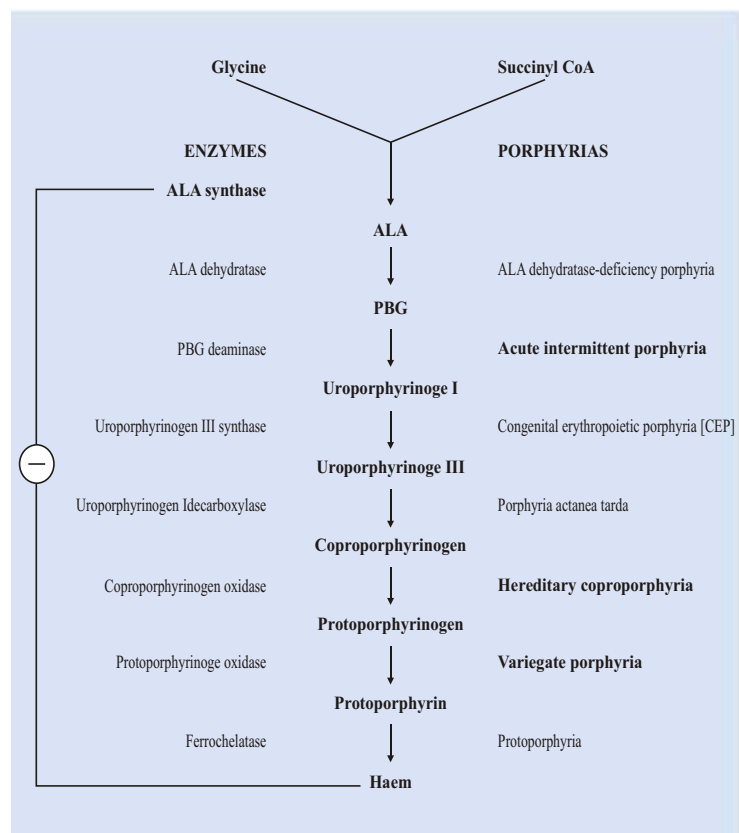 Glycine Succinyl CoA
ENZYMES PORPHYRIAS
ALA synthase
ALA
ALA dehydratase ALA dehydratase-deficiency porphyria
PBG
PBG deaminase Acute intermittent porphyria
Uroporphyrinoge I
Uroporphyrinogen III synthase Congenital erythropoietic porphyria [CEP]
Uroporphyrinoge III
Uroporphyrinogen Idecarboxylase Porphyria actanea tarda
Coproporphyrinogen
Coproporphyrinogen oxidase Hereditary coproporphyria
Protoporphyrinogen
Protoporphyrinoge oxidase Variegate porphyria
Protoporphyrin
Ferrochelatase Protoporphyria
Haem